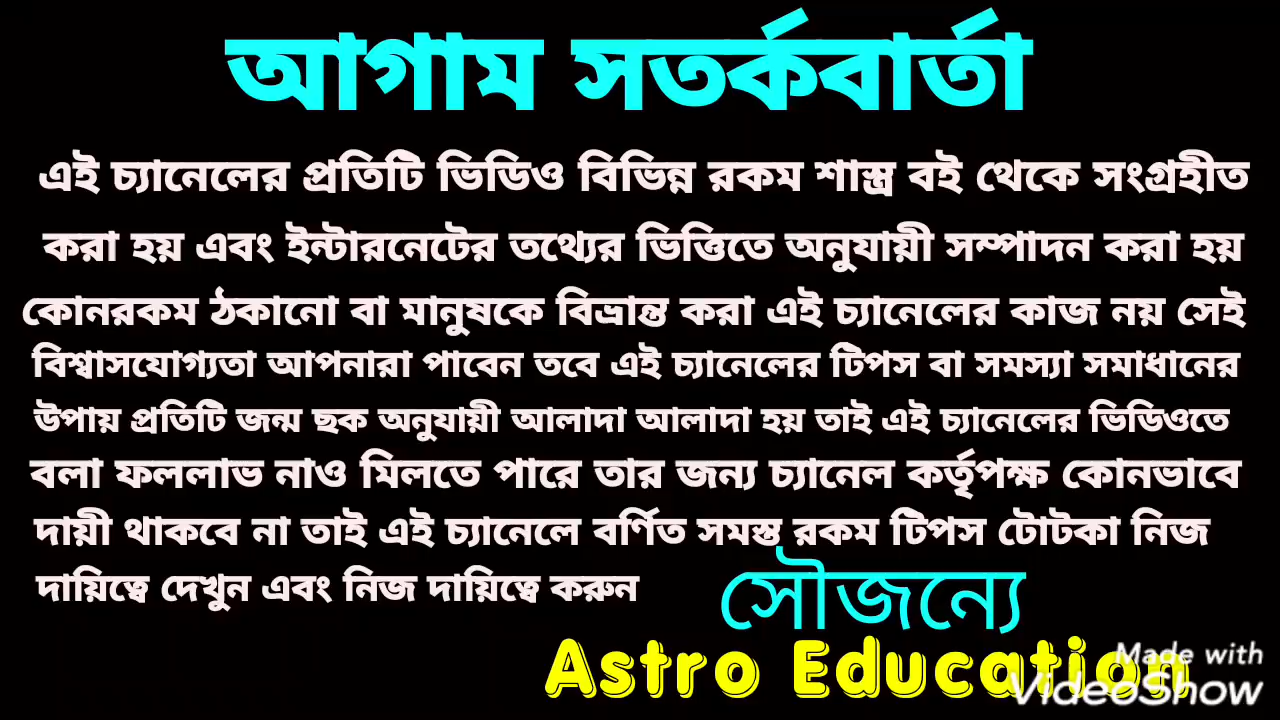 আগাম সতর্কবার্তা
এই চ্যানেলের প্রতিটি ভিডিও বিভিন্ন রকম শাস্ত্র বই থেকে সংগ্রহীত
করা হয় এবং ইন্টারনেটের তথ্যের ভিত্তিতে অনুযায়ী সম্পাদন করা হয়
কোনরকম ঠকানো বা মানুষকে বিভ্রান্ত করা এই চ্যানেলের কাজ নয় সেই
বিশ্বাসযোগ্যতা আপনারা পাবেন তবে এই চ্যানেলের টিপস বা সমস্যা সমাধানের
উপায় প্রতিটি জন্ম ছক অনুযায়ী আলাদা আলাদা হয় তাই এই চ্যানেলের ভিডিওতে
বলা ফললাভ নাও মিলতে পারে তার জন্য চ্যানেল কর্তৃপক্ষ কোনভাবে
দায়ী থাকবে না তাই এই চ্যানেলে বর্ণিত সমস্ত রকম টিপস টোটকা নিজ
দায়িত্বে দেখুন এবং নিজ দায়িত্বে করুন
সৌজন্যে
Astro Education
Made with
VideoShow